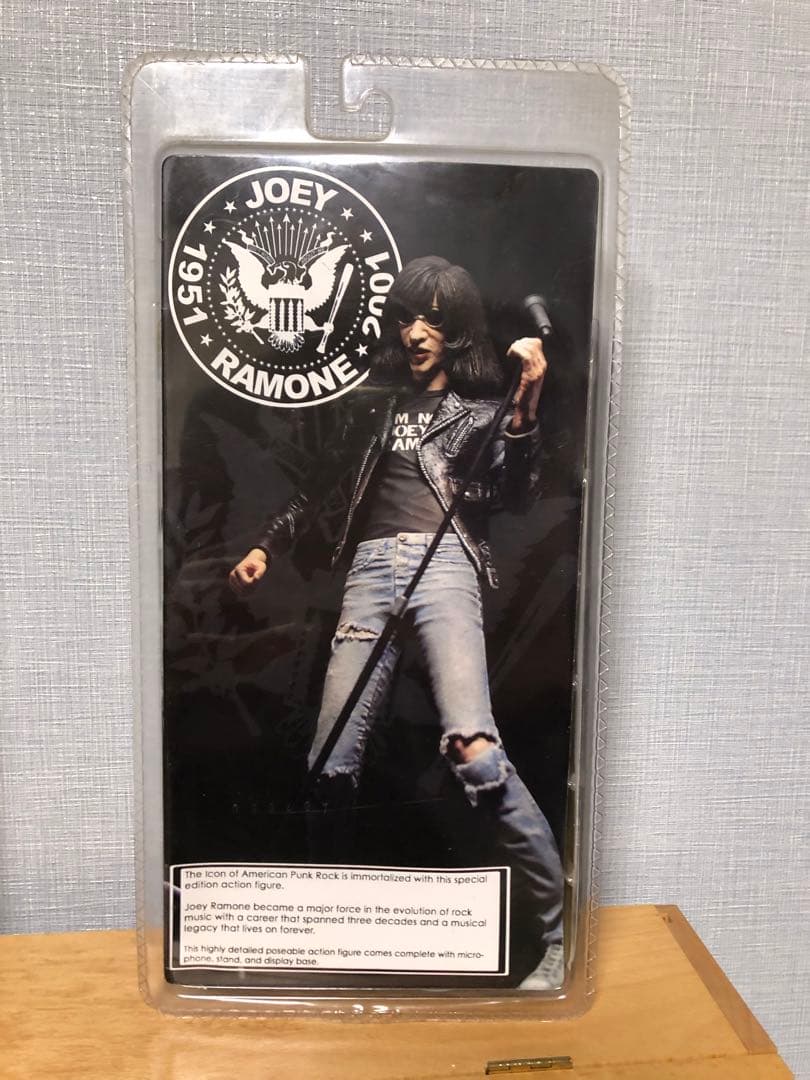 JOEY
1951
2001
RAMONE
M NO
JOEY
AM
The Icon of American Punk Rock is immortalized with this special
edition action figure.
Joey Ramone became a major force in the evolution of rock
music with a career that spanned three decades and a musical
legacy that lives on forever.
This highly detailed poseable action figure comes complete with micro-
phone, stand, and display base.